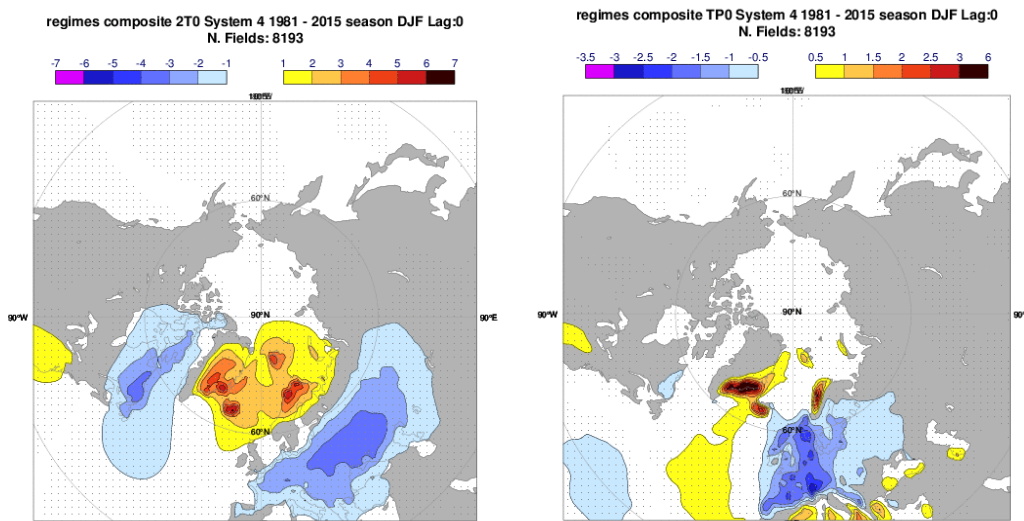 regimes composite 2T0 System 4 1981 - 2015 season DJF Lag:0
N. Fields: 8193
-7 -6 -5 -4 -3 -2 -1
1 2 3 4 5 6 7
60°N
90°W
90°N
90°E
60°N
regimes composite TP0 System 4 1981 - 2015 season DJF Lag:0
N. Fields: 8193
-3.5 -3 -2.5 -2 -1.5 -1 -0.5
0.5 1 1.5 2 2.5 3 6
60°N
90°W
90°N
90°E
60°N